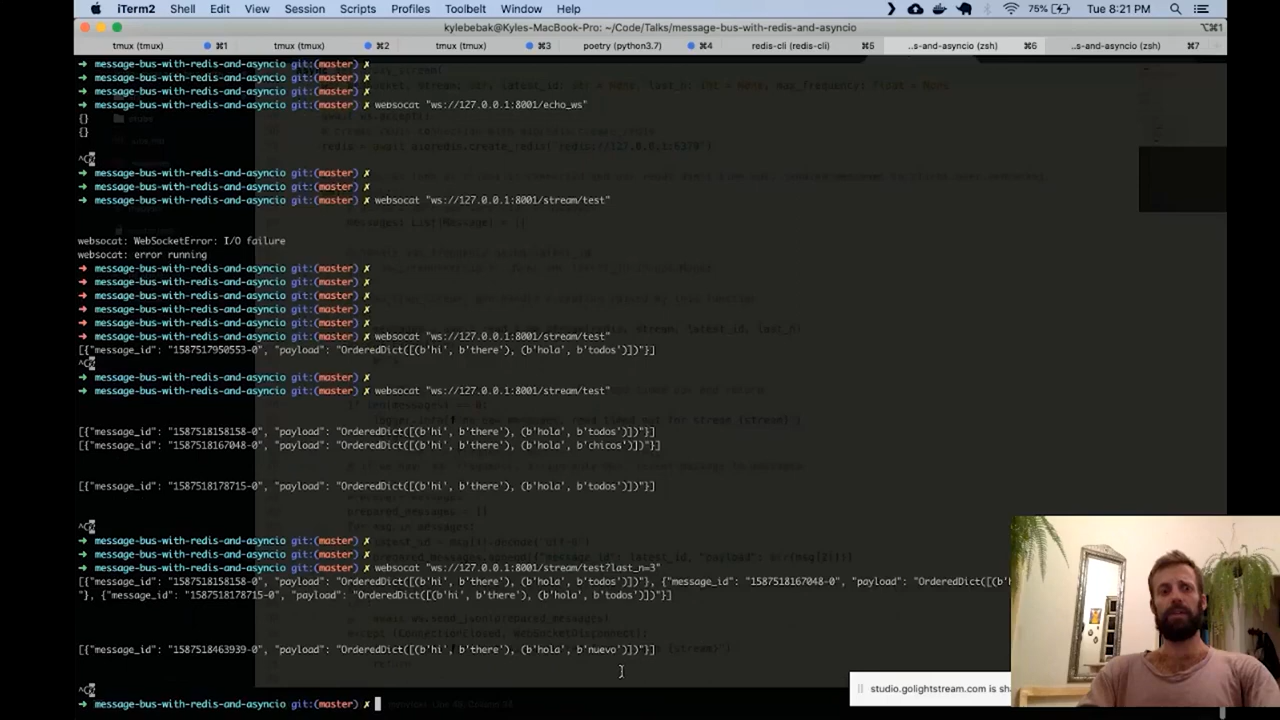 iTerm2 Shell Edit View Session Scripts Profiles Toolbelt Window Help 75% Tue 8:21 PM
kylebebak@Kyles-MacBook-Pro: ~/Code/Talks/message-bus-with-redis-and-asyncio ⌥⌘1
tmux (tmux) ⌘1 tmux (tmux) ⌘2 tmux (tmux) ⌘3 poetry (python3.7) ⌘4 redis-cli (redis-cli) ⌘5 ..s-and-asyncio (zsh) ⌘6 ..s-and-asyncio (zsh) ⌘7
➜ message-bus-with-redis-and-asyncio git:(master) ✗
➜ message-bus-with-redis-and-asyncio git:(master) ✗
➜ message-bus-with-redis-and-asyncio git:(master) ✗
➜ message-bus-with-redis-and-asyncio git:(master) ✗ websocat "ws://127.0.0.1:8001/echo_ws"
{}
{}
^C
➜ message-bus-with-redis-and-asyncio git:(master) ✗
➜ message-bus-with-redis-and-asyncio git:(master) ✗
➜ message-bus-with-redis-and-asyncio git:(master) ✗ websocat "ws://127.0.0.1:8001/stream/test"
websocat: WebSocketError: I/O failure
websocat: error running
➜ message-bus-with-redis-and-asyncio git:(master) ✗
➜ message-bus-with-redis-and-asyncio git:(master) ✗
➜ message-bus-with-redis-and-asyncio git:(master) ✗
➜ message-bus-with-redis-and-asyncio git:(master) ✗
➜ message-bus-with-redis-and-asyncio git:(master) ✗
➜ message-bus-with-redis-and-asyncio git:(master) ✗ websocat "ws://127.0.0.1:8001/stream/test"
[{"message_id": "1587517950553-0", "payload": "OrderedDict([(b'hi', b'there'), (b'hola', b'todos')])"}]
^C
➜ message-bus-with-redis-and-asyncio git:(master) ✗
➜ message-bus-with-redis-and-asyncio git:(master) ✗ websocat "ws://127.0.0.1:8001/stream/test"
[{"message_id": "1587518158158-0", "payload": "OrderedDict([(b'hi', b'there'), (b'hola', b'todos')])"}]
[{"message_id": "1587518167048-0", "payload": "OrderedDict([(b'hi', b'there'), (b'hola', b'chicos')])"}]
[{"message_id": "1587518178715-0", "payload": "OrderedDict([(b'hi', b'there'), (b'hola', b'todos')])"}]
^C
➜ message-bus-with-redis-and-asyncio git:(master) ✗
➜ message-bus-with-redis-and-asyncio git:(master) ✗
➜ message-bus-with-redis-and-asyncio git:(master) ✗ websocat "ws://127.0.0.1:8001/stream/test?last_n=3"
[{"message_id": "1587518158158-0", "payload": "OrderedDict([(b'hi', b'there'), (b'hola', b'todos')])"}, {"message_id": "1587518167048-0", "payload": "OrderedDict([(b'h
"}, {"message_id": "1587518178715-0", "payload": "OrderedDict([(b'hi', b'there'), (b'hola', b'todos')])"}]
[{"message_id": "1587518463939-0", "payload": "OrderedDict([(b'hi', b'there'), (b'hola', b'nuevo')])"}]
^C
studio.golightstream.com is sh
➜ message-bus-with-redis-and-asyncio git:(master) ✗